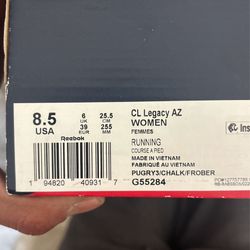 8.5
USA
6
UK
25.5
CM
39
EUR
255
MM
Reebok
CL Legacy AZ
WOMEN
FEMMES
RUNNING
COURSE A PIED
MADE IN VIETNAM
FABRIQUÉ AU VIETNAM
PUGRY3/CHALK/FROBER
G55284
1 94820 40931 7
Ins